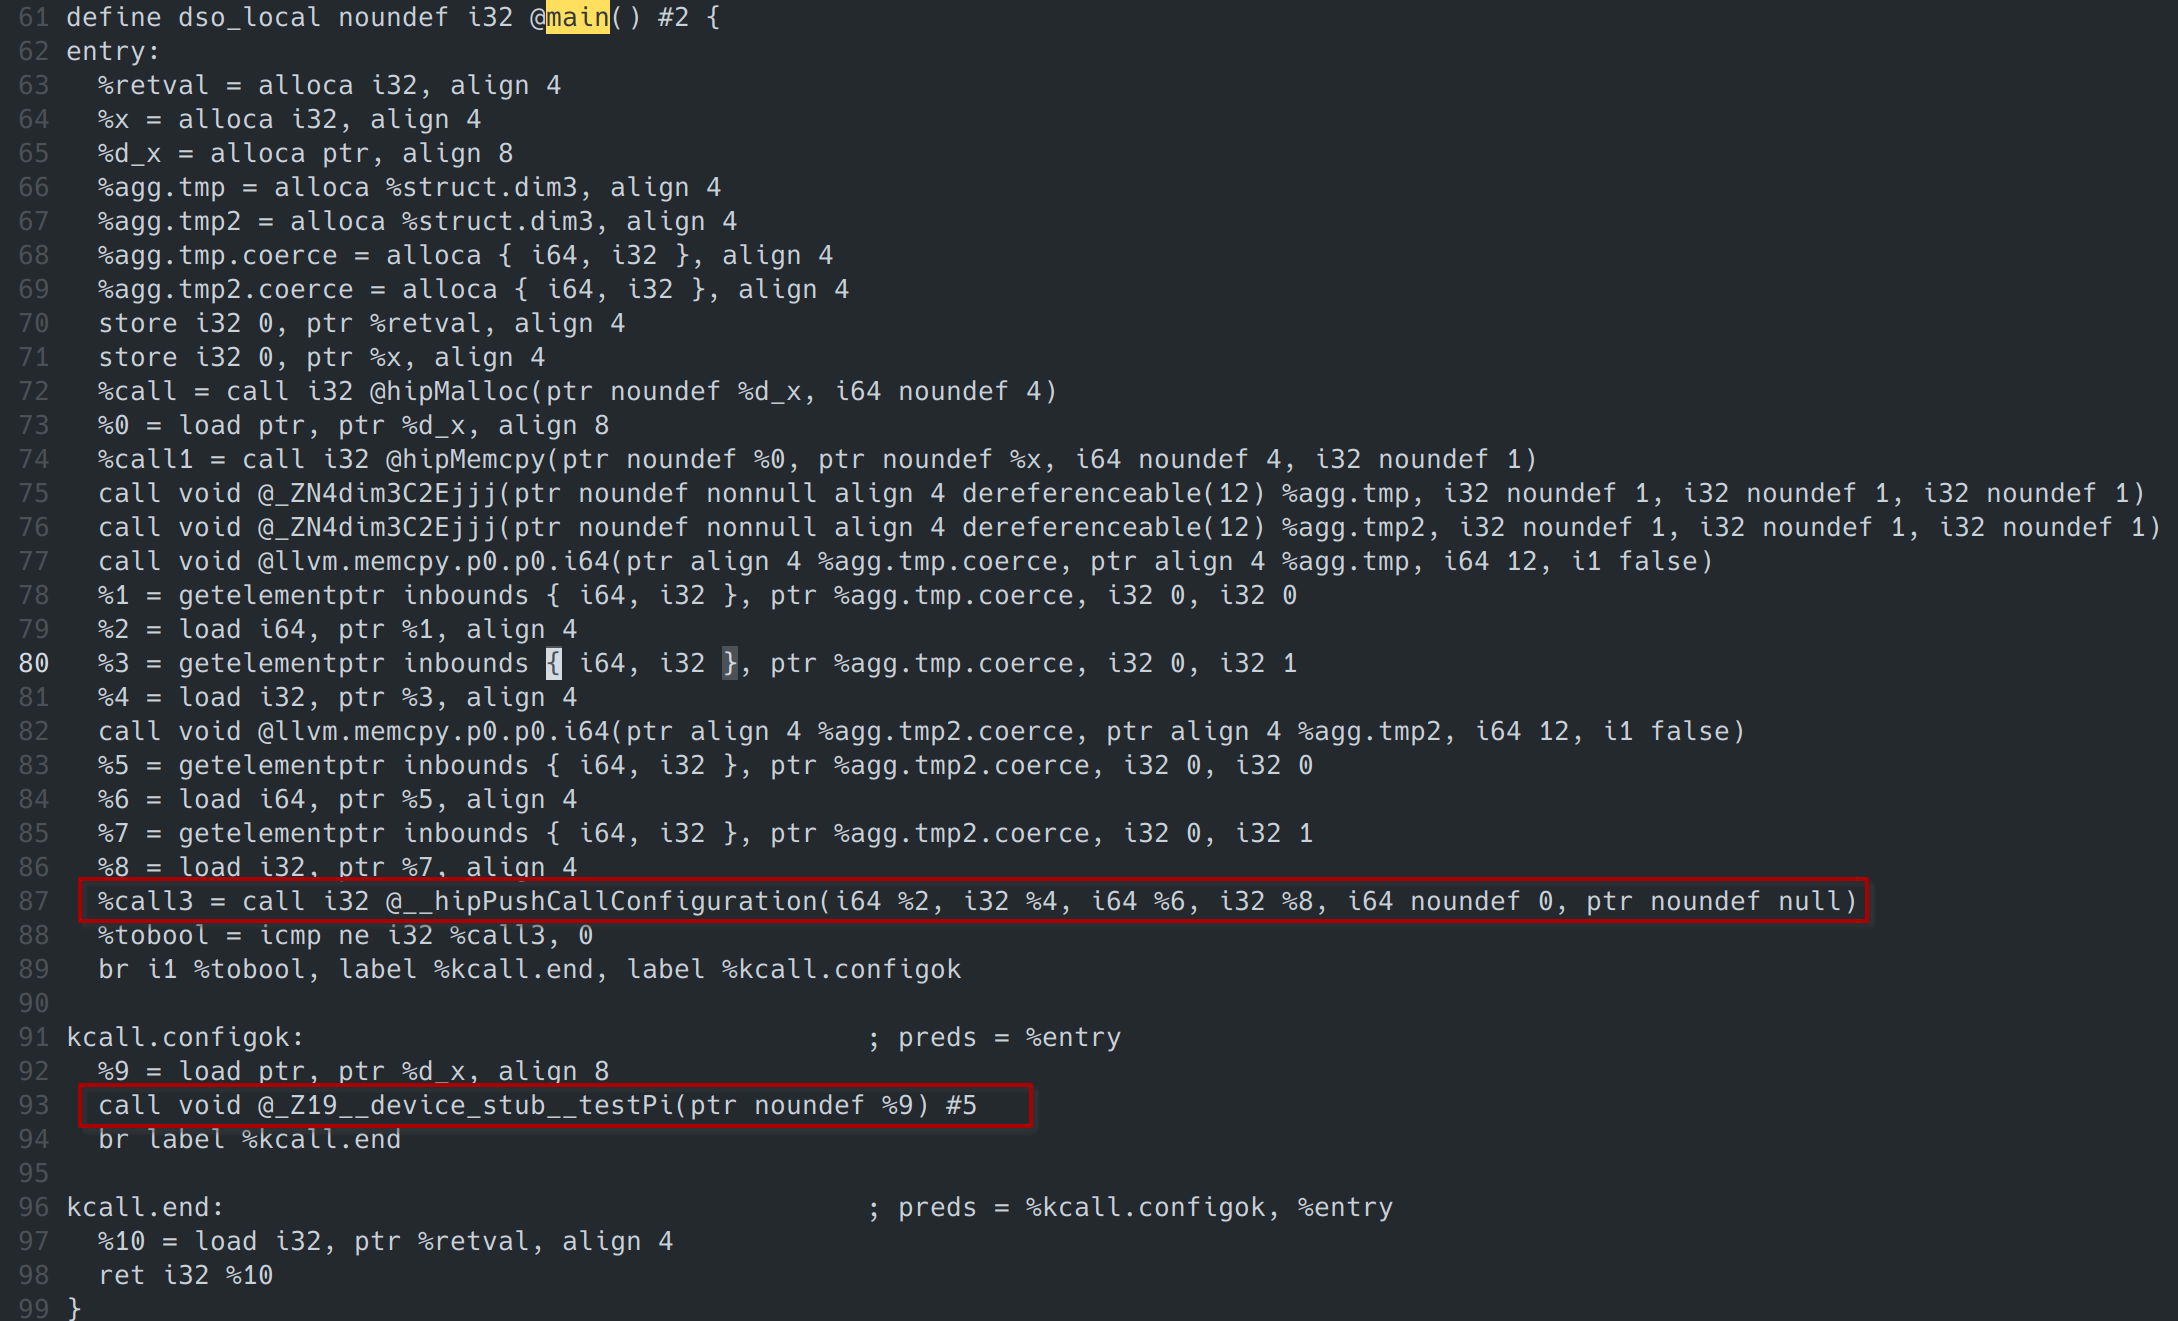 61 define dso_local noundef i32 @main() #2 {
62 entry:
63   %retval = alloca i32, align 4
64   %x = alloca i32, align 4
65   %d_x = alloca ptr, align 8
66   %agg.tmp = alloca %struct.dim3, align 4
67   %agg.tmp2 = alloca %struct.dim3, align 4
68   %agg.tmp.coerce = alloca { i64, i32 }, align 4
69   %agg.tmp2.coerce = alloca { i64, i32 }, align 4
70   store i32 0, ptr %retval, align 4
71   store i32 0, ptr %x, align 4
72   %call = call i32 @hipMalloc(ptr noundef %d_x, i64 noundef 4)
73   %0 = load ptr, ptr %d_x, align 8
74   %call1 = call i32 @hipMemcpy(ptr noundef %0, ptr noundef %x, i64 noundef 4, i32 noundef 1)
75   call void @_ZN4dim3C2Ejjj(ptr noundef nonnull align 4 dereferenceable(12) %agg.tmp, i32 noundef 1, i32 noundef 1, i32 noundef 1)
76   call void @_ZN4dim3C2Ejjj(ptr noundef nonnull align 4 dereferenceable(12) %agg.tmp2, i32 noundef 1, i32 noundef 1, i32 noundef 1)
77   call void @llvm.memcpy.p0.p0.i64(ptr align 4 %agg.tmp.coerce, ptr align 4 %agg.tmp, i64 12, i1 false)
78   %1 = getelementptr inbounds { i64, i32 }, ptr %agg.tmp.coerce, i32 0, i32 0
79   %2 = load i64, ptr %1, align 4
80   %3 = getelementptr inbounds { i64, i32 }, ptr %agg.tmp.coerce, i32 0, i32 1
81   %4 = load i32, ptr %3, align 4
82   call void @llvm.memcpy.p0.p0.i64(ptr align 4 %agg.tmp2.coerce, ptr align 4 %agg.tmp2, i64 12, i1 false)
83   %5 = getelementptr inbounds { i64, i32 }, ptr %agg.tmp2.coerce, i32 0, i32 0
84   %6 = load i64, ptr %5, align 4
85   %7 = getelementptr inbounds { i64, i32 }, ptr %agg.tmp2.coerce, i32 0, i32 1
86   %8 = load i32, ptr %7, align 4
87   %call3 = call i32 @__hipPushCallConfiguration(i64 %2, i32 %4, i64 %6, i32 %8, i64 noundef 0, ptr noundef null)
88   %tobool = icmp ne i32 %call3, 0
89   br i1 %tobool, label %kcall.end, label %kcall.configok
90
91 kcall.configok:                                   ; preds = %entry
92   %9 = load ptr, ptr %d_x, align 8
93   call void @_Z19__device_stub__testPi(ptr noundef %9) #5
94   br label %kcall.end
95
96 kcall.end:                                        ; preds = %kcall.configok, %entry
97   %10 = load i32, ptr %retval, align 4
98   ret i32 %10
99 }